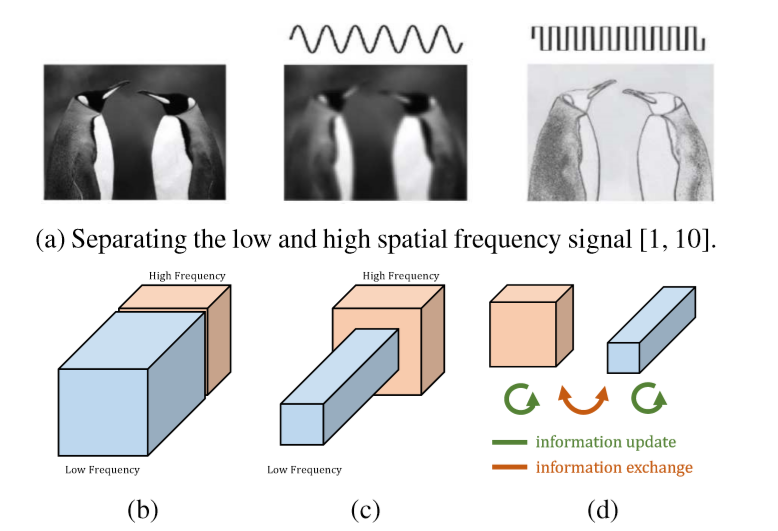 (a) Separating the low and high spatial frequency signal [1, 10].
High Frequency
Low Frequency
High Frequency
Low Frequency
information update
information exchange
(b)
(c)
(d)